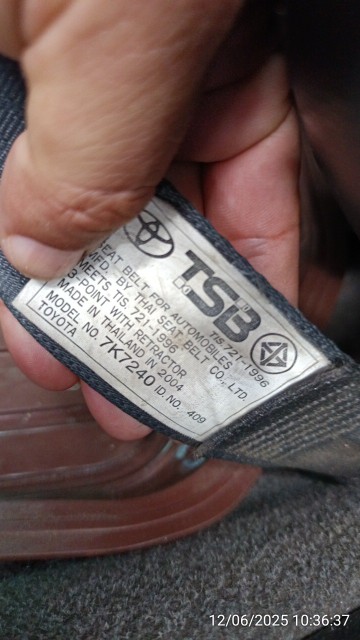 TSB
TIS 721-1996
SEAT BELT FOR AUTOMOBILES
MFD. BY THAI SEAT BELT CO., LTD.
MEETS TIS 721-1996
3 POINT WITH RETRACTOR
MADE IN THAILAND IN 2004
MODEL NO. 7K7240 ID.NO. 409
TOYOTA
12/06/2025 10:36:37